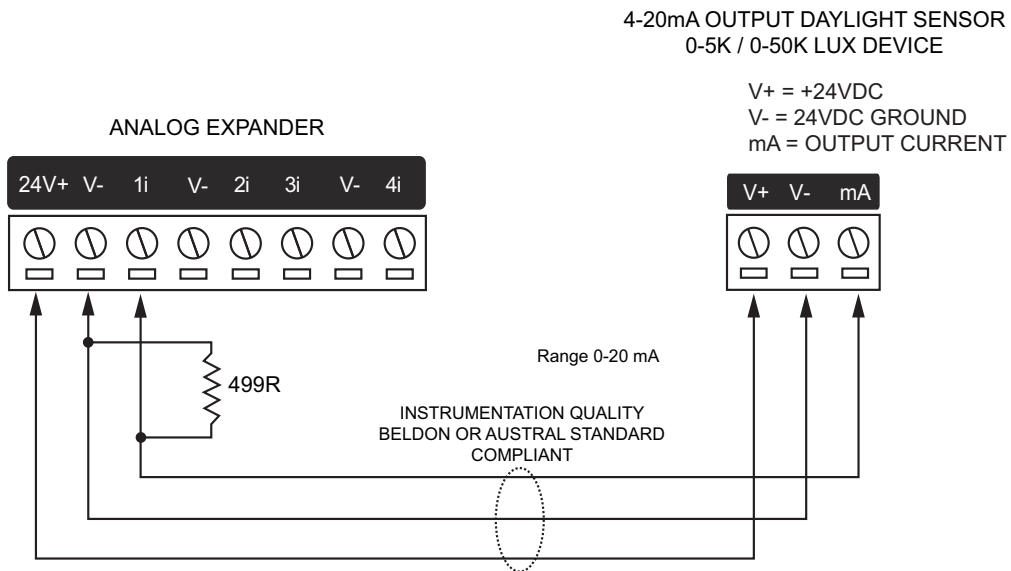 4-20mA OUTPUT DAYLIGHT SENSOR
0-5K / 0-50K LUX DEVICE
V+ = +24VDC
V- = 24VDC GROUND
mA = OUTPUT CURRENT
ANALOG EXPANDER
24V+ V- 1i V- 2i 3i V- 4i
V+ V- mA
499R
Range 0-20 mA
INSTRUMENTATION QUALITY
BELDON OR AUSTRAL STANDARD
COMPLIANT